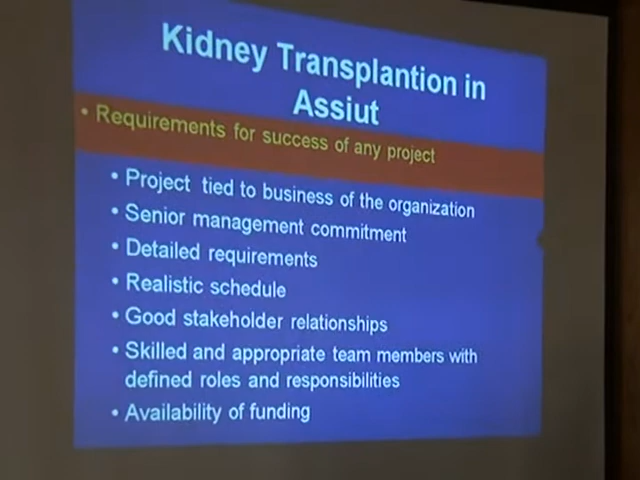 Kidney Transplantion in
Assiut
• Requirements for success of any project
• Project tied to business of the organization
• Senior management commitment
• Detailed requirements
• Realistic schedule
• Good stakeholder relationships
• Skilled and appropriate team members with
defined roles and responsibilities
• Availability of funding